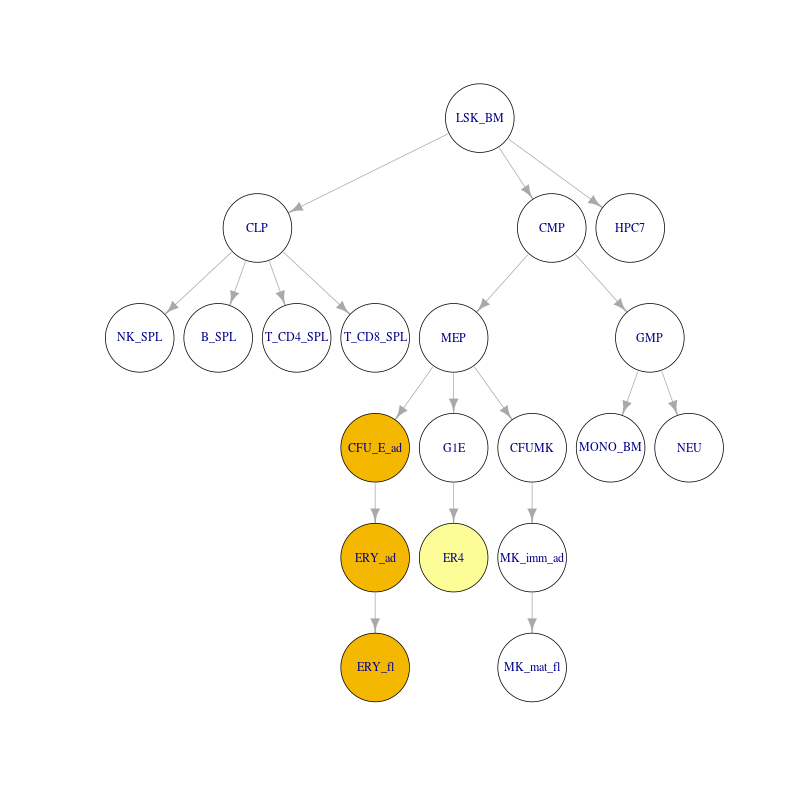 LSK_BM
CLP
CMP
HPC7
NK_SPL
B_SPL
T_CD4_SPL
T_CD8_SPL
MEP
GMP
CFU_E_ad
G1E
CFUMK
MONO_BM
NEU
ERY_ad
ER4
MK_imm_ad
ERY_fl
MK_mat_fl